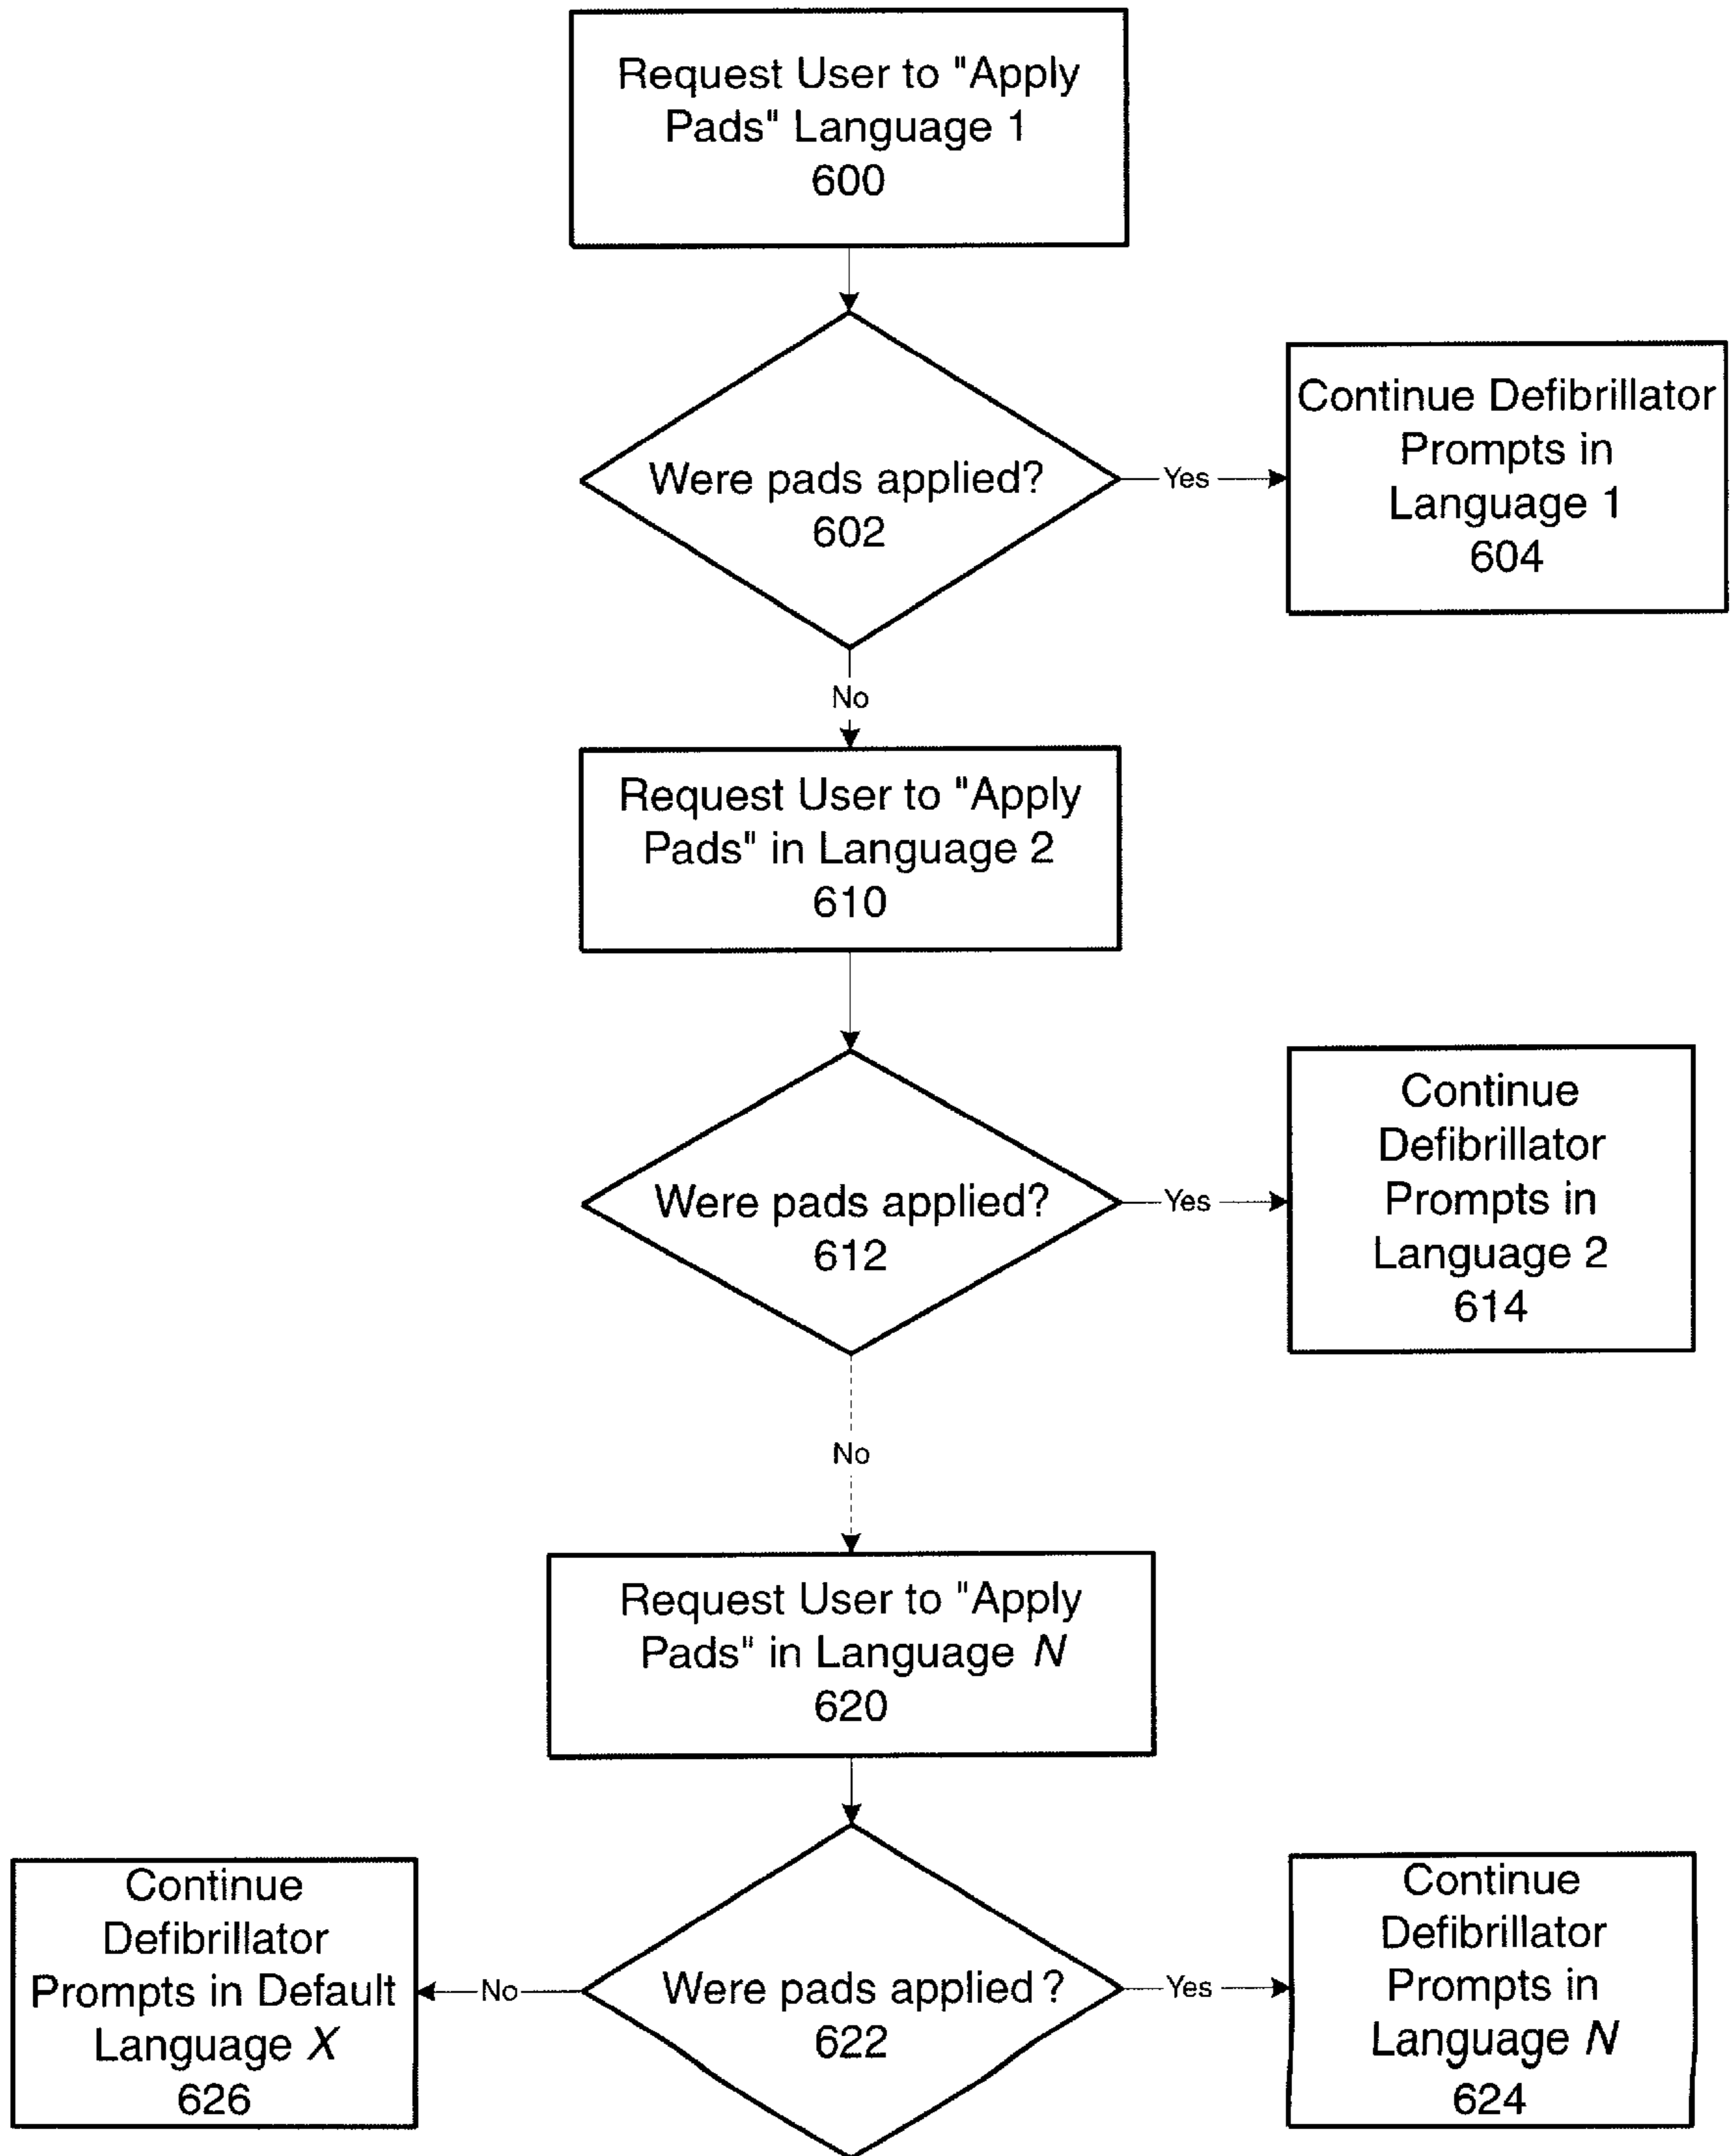 Request User to "Apply
Pads" Language 1
600
Were pads applied?
602
Yes
Continue Defibrillator
Prompts in
Language 1
604
No
Request User to "Apply
Pads" in Language 2
610
Were pads applied?
612
Yes
Continue
Defibrillator
Prompts in
Language 2
614
No
Request User to "Apply
Pads" in Language N
620
Were pads applied ?
622
No
Continue
Defibrillator
Prompts in Default
Language X
626
Yes
Continue
Defibrillator
Prompts in
Language N
624